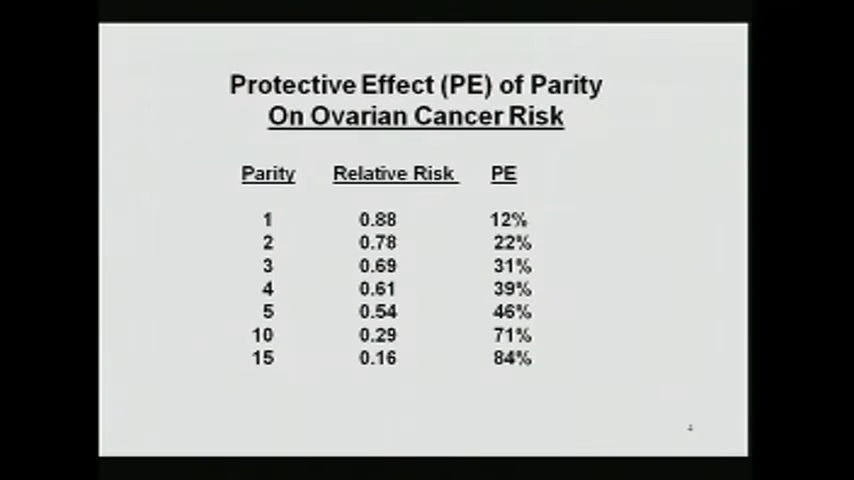 Protective Effect (PE) of Parity
On Ovarian Cancer Risk
Parity Relative Risk PE
1 0.88 12%
2 0.78 22%
3 0.69 31%
4 0.61 39%
5 0.54 46%
10 0.29 71%
15 0.16 84%